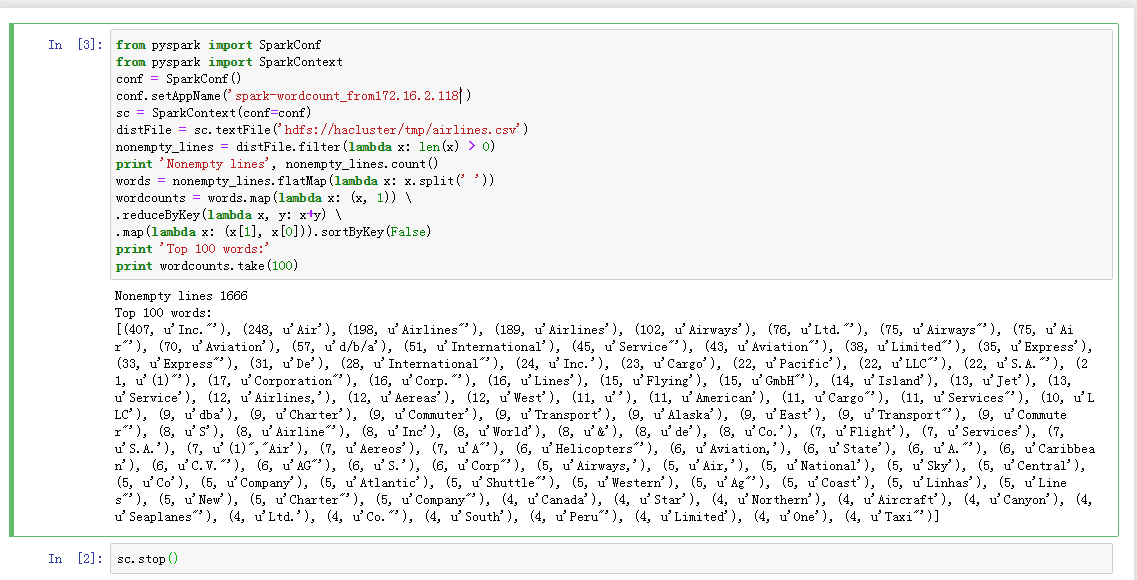 In [3]:
from pyspark import SparkConf
from pyspark import SparkContext
conf = SparkConf()
conf.setAppName('spark-wordcount_from172.16.2.118')
sc = SparkContext(conf=conf)
distFile = sc.textFile('hdfs://hacluster/tmp/airlines.csv')
nonempty_lines = distFile.filter(lambda x: len(x) > 0)
print 'Nonempty lines', nonempty_lines.count()
words = nonempty_lines.flatMap(lambda x: x.split(' '))
wordcounts = words.map(lambda x: (x, 1)) \
.reduceByKey(lambda x, y: x+y) \
.map(lambda x: (x[1], x[0])).sortByKey(False)
print 'Top 100 words:'
print wordcounts.take(100)
Nonempty lines 1666
Top 100 words:
[(407, u'Inc."'), (248, u'Air'), (198, u'Airlines"'), (189, u'Airlines'), (102, u'Airways'), (76, u'Ltd."'), (75, u'Airways"'), (75, u'Ai
r"'), (70, u'Aviation'), (57, u'd/b/a'), (51, u'International'), (45, u'Service"'), (43, u'Aviation"'), (38, u'Limited"'), (35, u'Express'),
(33, u'Express"'), (31, u'De'), (28, u'International"'), (24, u'Inc.'), (23, u'Cargo'), (22, u'Pacific'), (22, u'LLC"'), (22, u'S.A."'), (2
1, u'(1)"'), (17, u'Corporation"'), (16, u'Corp."'), (16, u'Lines'), (15, u'Flying'), (15, u'GmbH"'), (14, u'Island'), (13, u'Jet'), (13,
u'Service'), (12, u'Airlines,'), (12, u'Aereas'), (12, u'West'), (11, u''), (11, u'American'), (11, u'Cargo"'), (11, u'Services"'), (10, u'L
LC'), (9, u'dba'), (9, u'Charter'), (9, u'Commuter'), (9, u'Transport'), (9, u'Alaska'), (9, u'East'), (9, u'Transport"'), (9, u'Commute
r"'), (8, u'S'), (8, u'Airline"'), (8, u'Inc'), (8, u'World'), (8, u'&'), (8, u'de'), (8, u'Co.'), (7, u'Flight'), (7, u'Services'), (7,
u'S.A.'), (7, u'(1)","Air'), (7, u'Aereos'), (7, u'A"'), (6, u'Helicopters"'), (6, u'Aviation,'), (6, u'State'), (6, u'A."'), (6, u'Caribbea
n'), (6, u'C.V."'), (6, u'AG"'), (6, u'S.'), (6, u'Corp"'), (5, u'Airways,'), (5, u'Air,'), (5, u'National'), (5, u'Sky'), (5, u'Central'),
(5, u'Co'), (5, u'Company'), (5, u'Atlantic'), (5, u'Shuttle"'), (5, u'Western'), (5, u'Ag"'), (5, u'Coast'), (5, u'Linhas'), (5, u'Line
s"'), (5, u'New'), (5, u'Charter"'), (5, u'Company"'), (4, u'Canada'), (4, u'Star'), (4, u'Northern'), (4, u'Aircraft'), (4, u'Canyon'), (4,
u'Seaplanes"'), (4, u'Ltd.'), (4, u'Co."'), (4, u'South'), (4, u'Peru"'), (4, u'Limited'), (4, u'One'), (4, u'Taxi"')]
In [2]:
sc.stop()